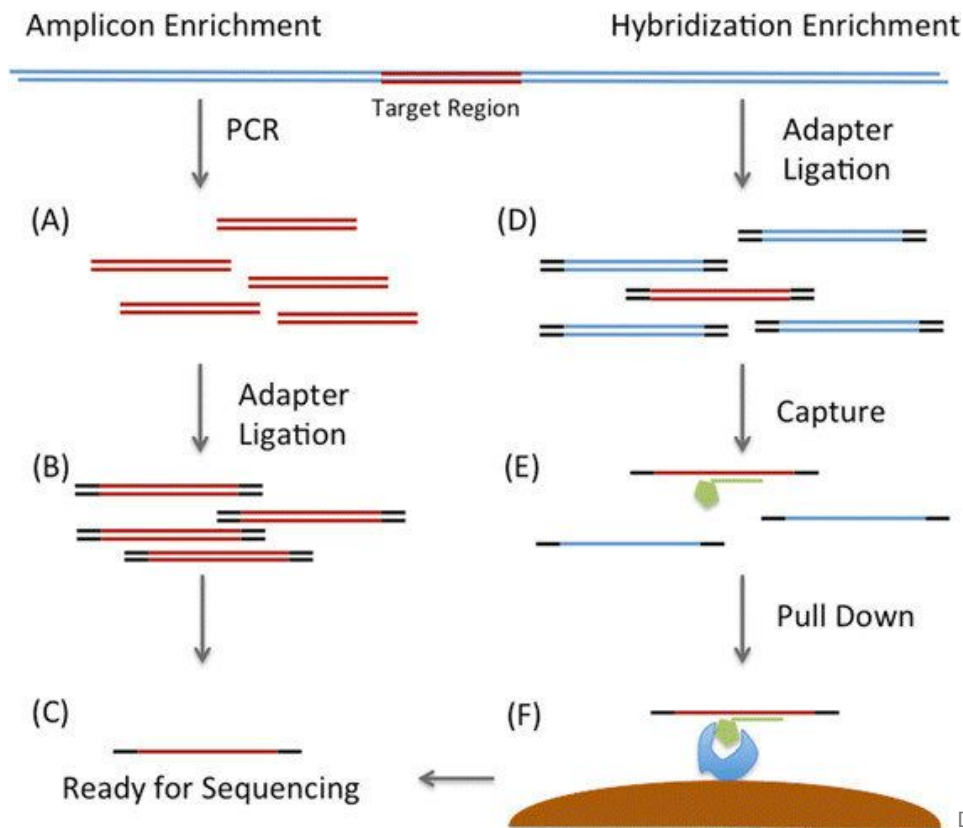 Amplicon Enrichment
Hybridization Enrichment
Target Region
PCR
Adapter
Ligation
(A)
(D)
Adapter
Ligation
Capture
(B)
(E)
Pull Down
(C)
(F)
Ready for Sequencing
D